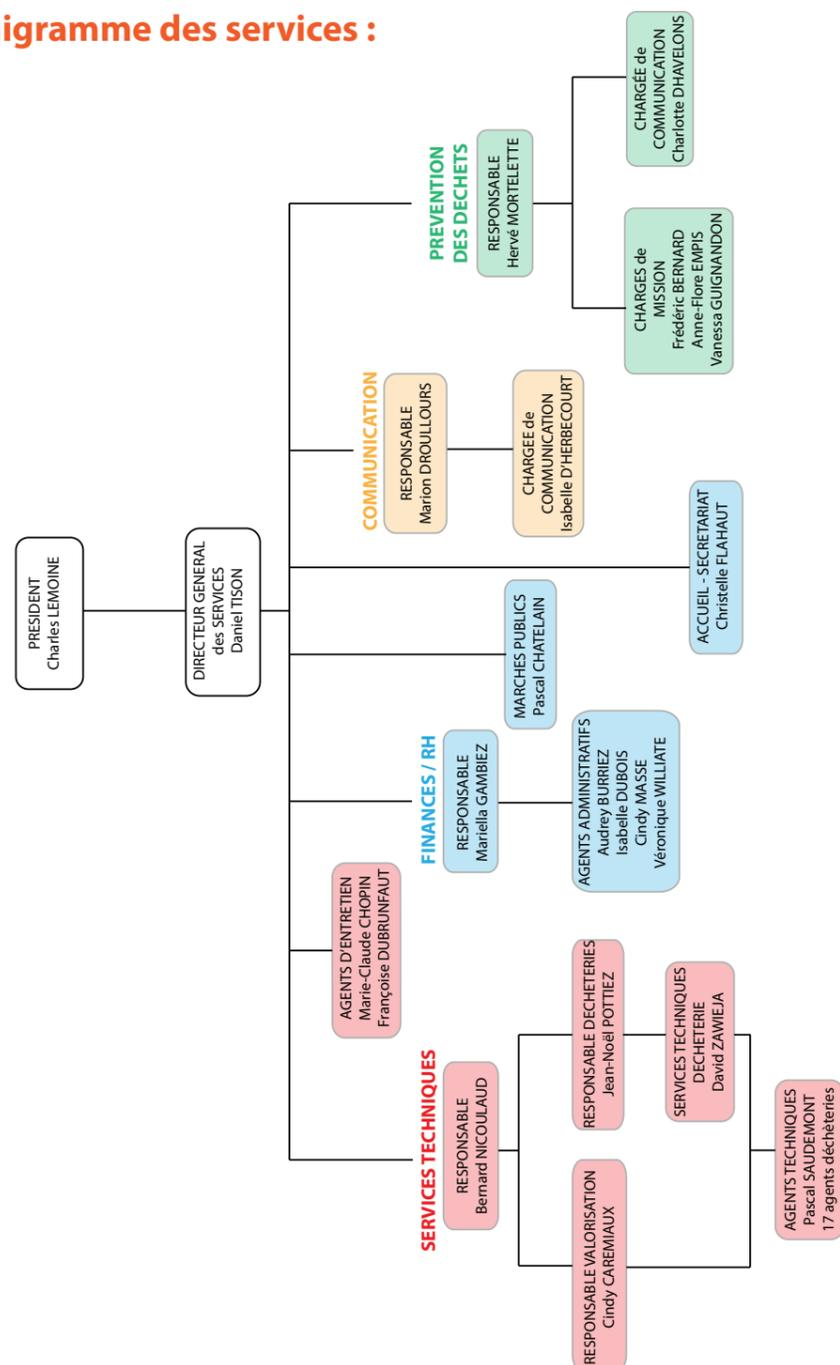 igramme des services :
PRESIDENT
Charles LEMOINE
DIRECTEUR GENERAL
des SERVICES
Daniel TISON
SERVICES TECHNIQUES
RESPONSABLE
Bernard NICOULAUD
RESPONSABLE VALORISATION
Cindy CAREMIAUX
RESPONSABLE DECHETERIES
Jean-Noël POTTIEZ
SERVICES TECHNIQUES
DECHETERIE
David ZAWIEJA
AGENTS TECHNIQUES
Pascal SAUDEMONT
17 agents déchèteries
AGENTS D'ENTRETIEN
Marie-Claude CHOPIN
Françoise DUBRUNFAUT
FINANCES / RH
RESPONSABLE
Mariella GAMBIEZ
AGENTS ADMINISTRATIFS
Audrey BURRIEZ
Isabelle DUBOIS
Cindy MASSE
Véronique WILLIATE
MARCHES PUBLICS
Pascal CHATELAIN
ACCUEIL - SECRETARIAT
Christelle FLAHAUT
COMMUNICATION
RESPONSABLE
Marion DROULLOURS
CHARGEE de
COMMUNICATION
Isabelle D'HERBECOURT
PREVENTION
DES DECHETS
RESPONSABLE
Hervé MORTELETTE
CHARGES de
MISSION
Frédéric BERNARD
Anne-Flore EMPIS
Vanessa GUIGNANDON
CHARGÉE de
COMMUNICATION
Charlotte DHAVELONS